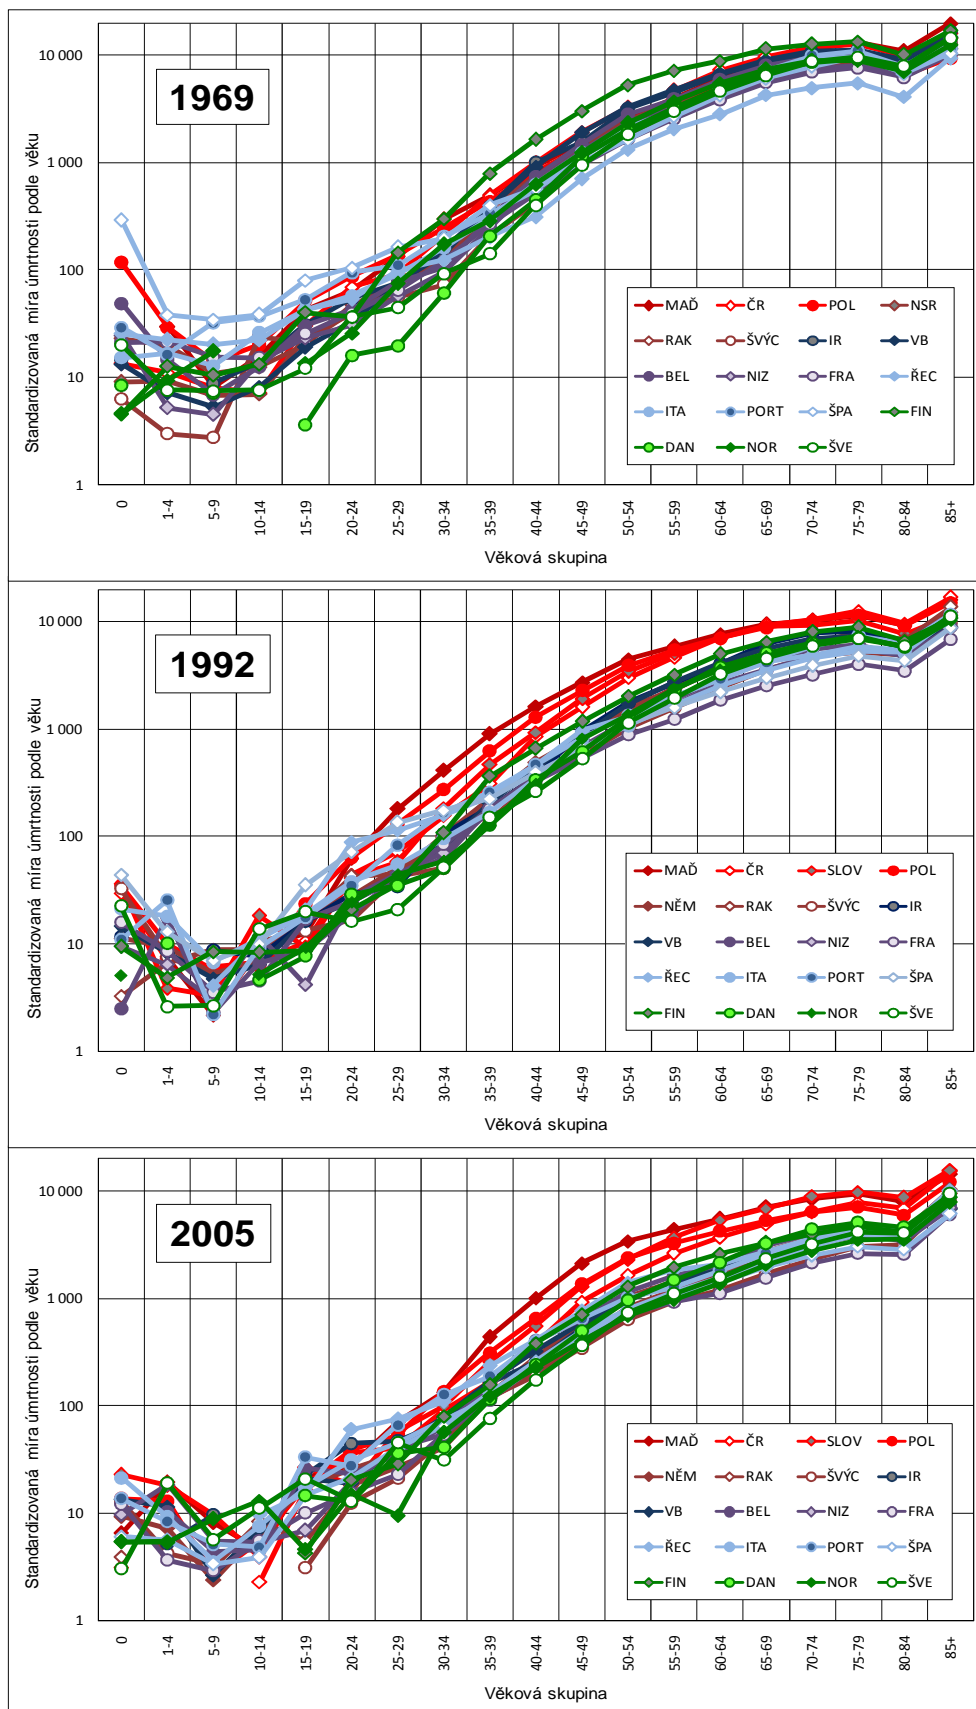 Standardizovaná míra úmrtnosti podle věku
1969
10 000
1 000
100
10
1
MAĎ ČR POL NSR
RAK ŠVÝC IR VB
BEL NIZ FRA ŘEC
ITA PORT ŠPA FIN
DAN NOR ŠVE
0 1-4 5-9 10-14 15-19 20-24 25-29 30-34 35-39 40-44 45-49 50-54 55-59 60-64 65-69 70-74 75-79 80-84 85+
Věková skupina
Standardizovaná míra úmrtnosti podle věku
1992
10 000
1 000
100
10
1
MAĎ ČR SLOV POL
NĚM RAK ŠVÝC IR
VB BEL NIZ FRA
ŘEC ITA PORT ŠPA
FIN DAN NOR ŠVE
0 1-4 5-9 10-14 15-19 20-24 25-29 30-34 35-39 40-44 45-49 50-54 55-59 60-64 65-69 70-74 75-79 80-84 85+
Věková skupina
Standardizovaná míra úmrtnosti podle věku
2005
10 000
1 000
100
10
1
MAĎ ČR SLOV POL
NĚM RAK ŠVÝC IR
VB BEL NIZ FRA
ŘEC ITA PORT ŠPA
FIN DAN NOR ŠVE
0 1-4 5-9 10-14 15-19 20-24 25-29 30-34 35-39 40-44 45-49 50-54 55-59 60-64 65-69 70-74 75-79 80-84 85+
Věková skupina